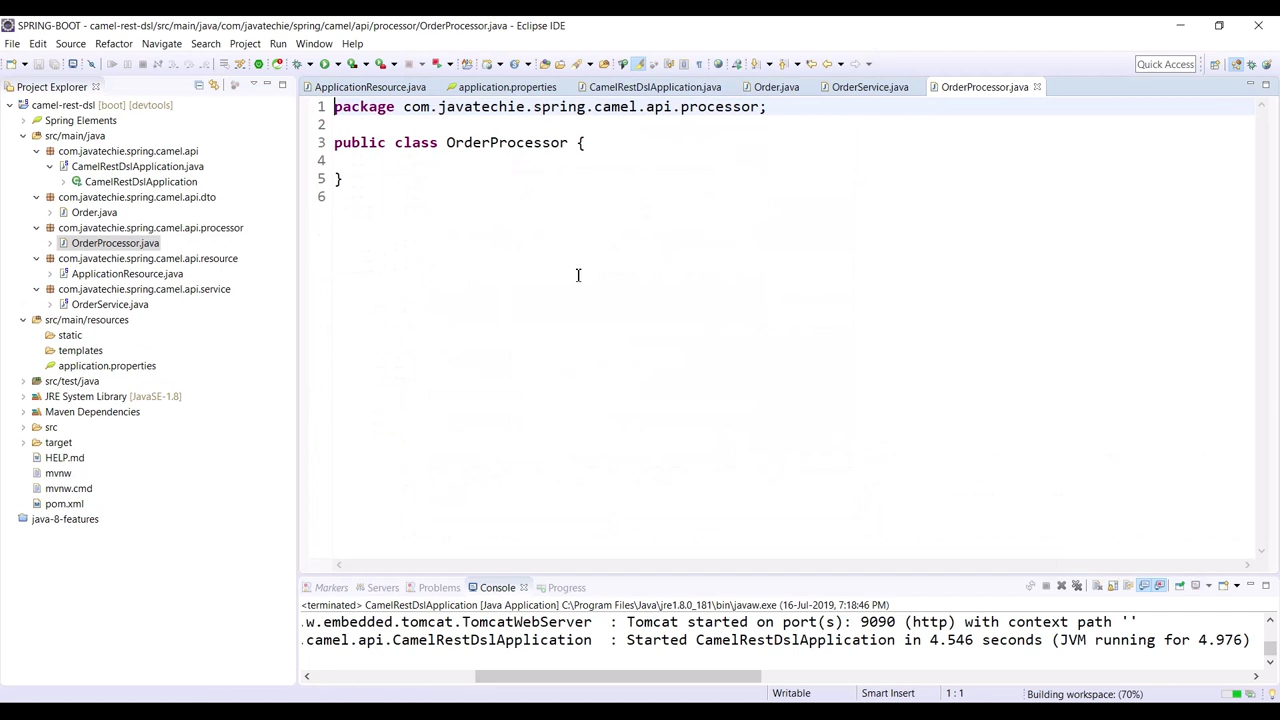 SPRING-BOOT - camel-rest-dsl/src/main/java/com/javatechie/spring/camel/api/processor/OrderProcessor.java - Eclipse IDE
File Edit Source Refactor Navigate Search Project Run Window Help
Quick Access
Project Explorer
camel-rest-dsl [boot] [devtools]
Spring Elements
src/main/java
com.javatechie.spring.camel.api
CamelRestDslApplication.java
CamelRestDslApplication
com.javatechie.spring.camel.api.dto
Order.java
com.javatechie.spring.camel.api.processor
OrderProcessor.java
com.javatechie.spring.camel.api.resource
ApplicationResource.java
com.javatechie.spring.camel.api.service
OrderService.java
src/main/resources
static
templates
application.properties
src/test/java
JRE System Library [JavaSE-1.8]
Maven Dependencies
src
target
HELP.md
mvnw
mvnw.cmd
pom.xml
java-8-features
ApplicationResource.java application.properties CamelRestDslApplication.java Order.java OrderService.java OrderProcessor.java
1 package com.javatechie.spring.camel.api.processor;
2
3 public class OrderProcessor {
4
5 }
6
Markers Servers Problems Console Progress
<terminated> CamelRestDslApplication [Java Application] C:\Program Files\Java\jre1.8.0_181\bin\javaw.exe (16-Jul-2019, 7:18:46 PM)
.w.embedded.tomcat.TomcatWebServer : Tomcat started on port(s): 9090 (http) with context path ''
.camel.api.CamelRestDslApplication : Started CamelRestDslApplication in 4.546 seconds (JVM running for 4.976)
Writable Smart Insert 1 : 1 Building workspace: (70%)